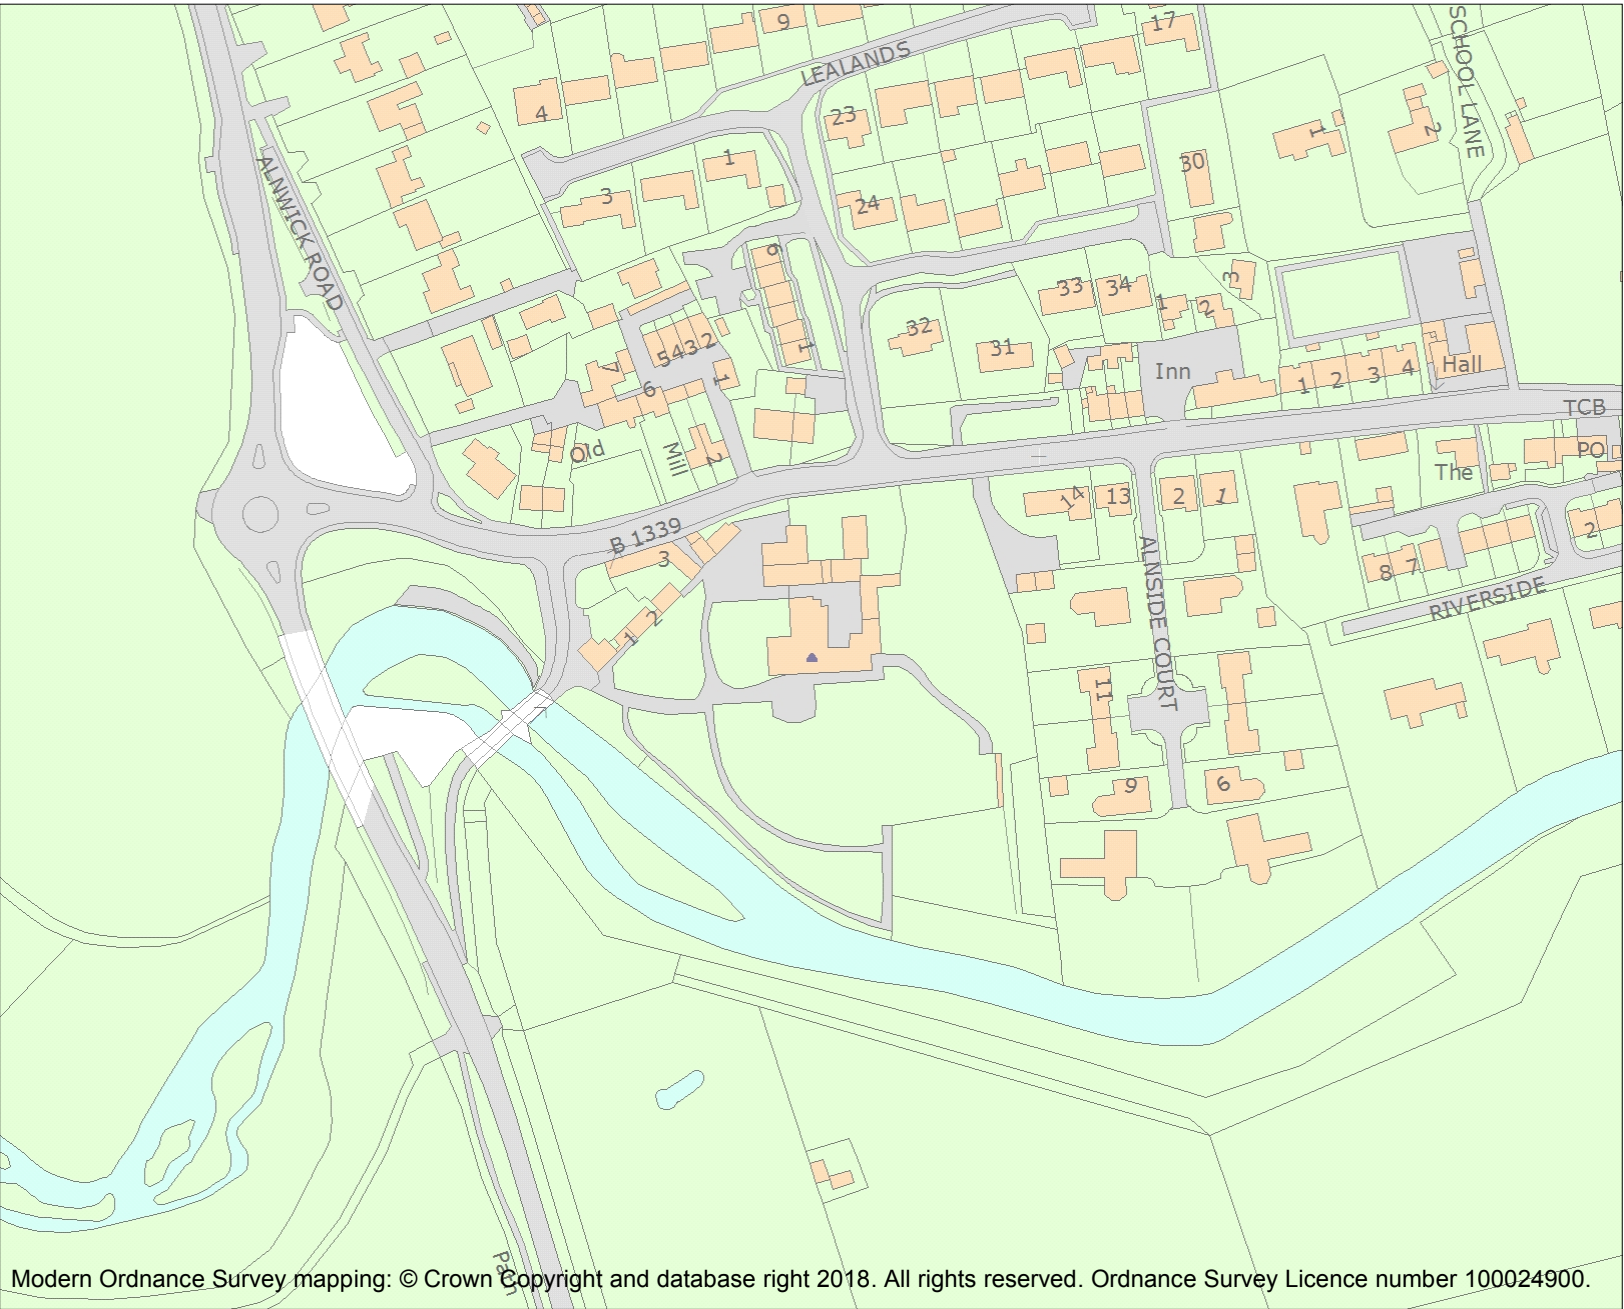 9
17
LEALANDS
SCHOOL LANE
4
23
1
2
ALNWICK ROAD
1
30
3
24
9
3
33
34
1
2
32
5 4 3 2
1
31
7
6
1
Inn
1
2
3
4
Hall
TCB
Old
Mill
2
PO
The
14
13
2
1
B 1339
3
2
8
7
ALNSIDE COURT
RIVERSIDE
1
2
11
9
6
Path
Modern Ordnance Survey mapping: © Crown Copyright and database right 2018. All rights reserved. Ordnance Survey Licence number 100024900.